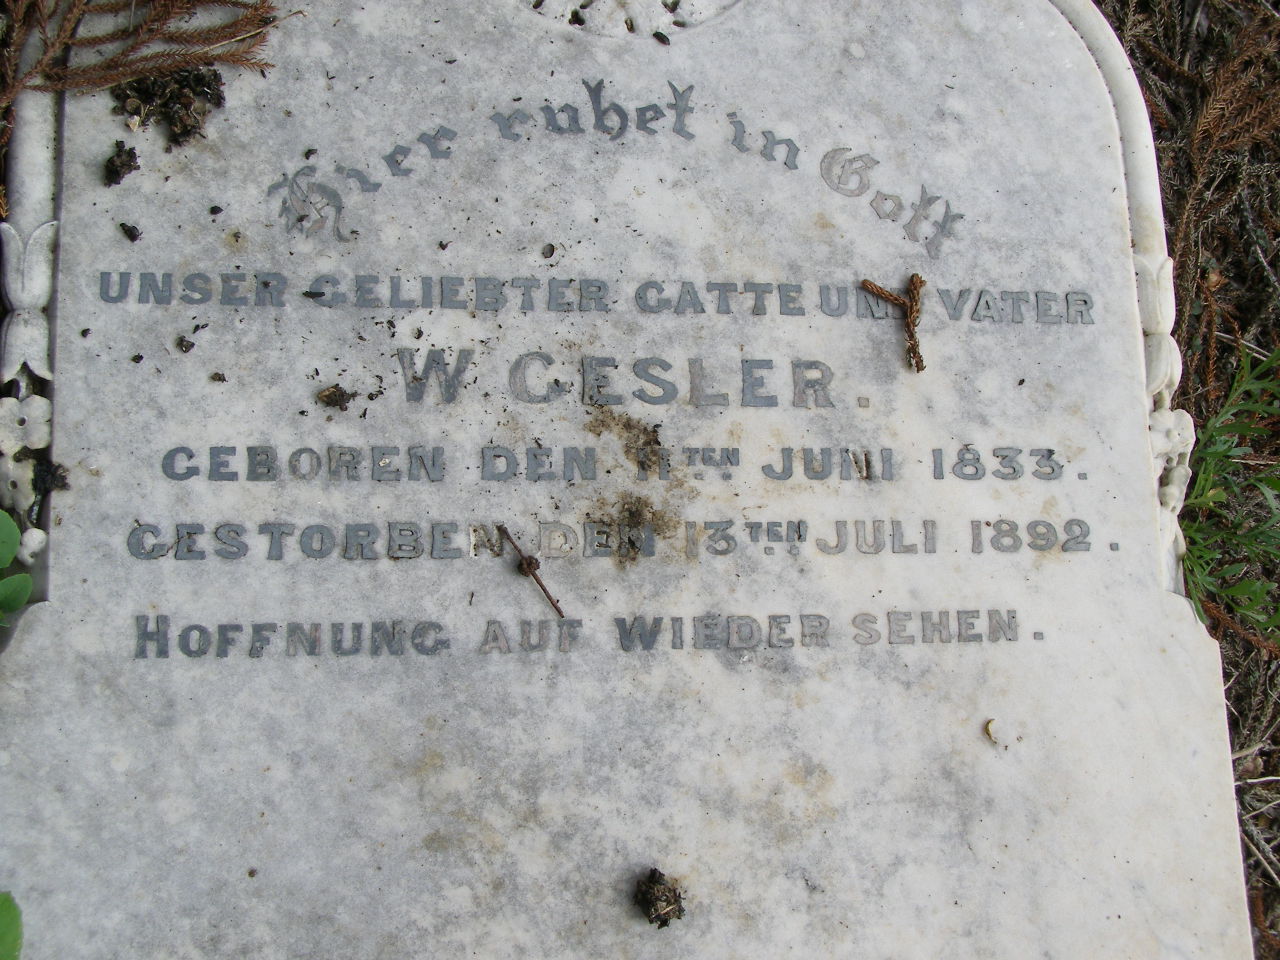 Hier ruhet in Gott
UNSER GELIEBTER GATTE UND VATER
W GESLER.
GEBOREN DEN 11TEN JUNI 1833.
GESTORBEN DEN 13TEN JULI 1892.
HOFFNUNG AUF WIEDER SEHEN.